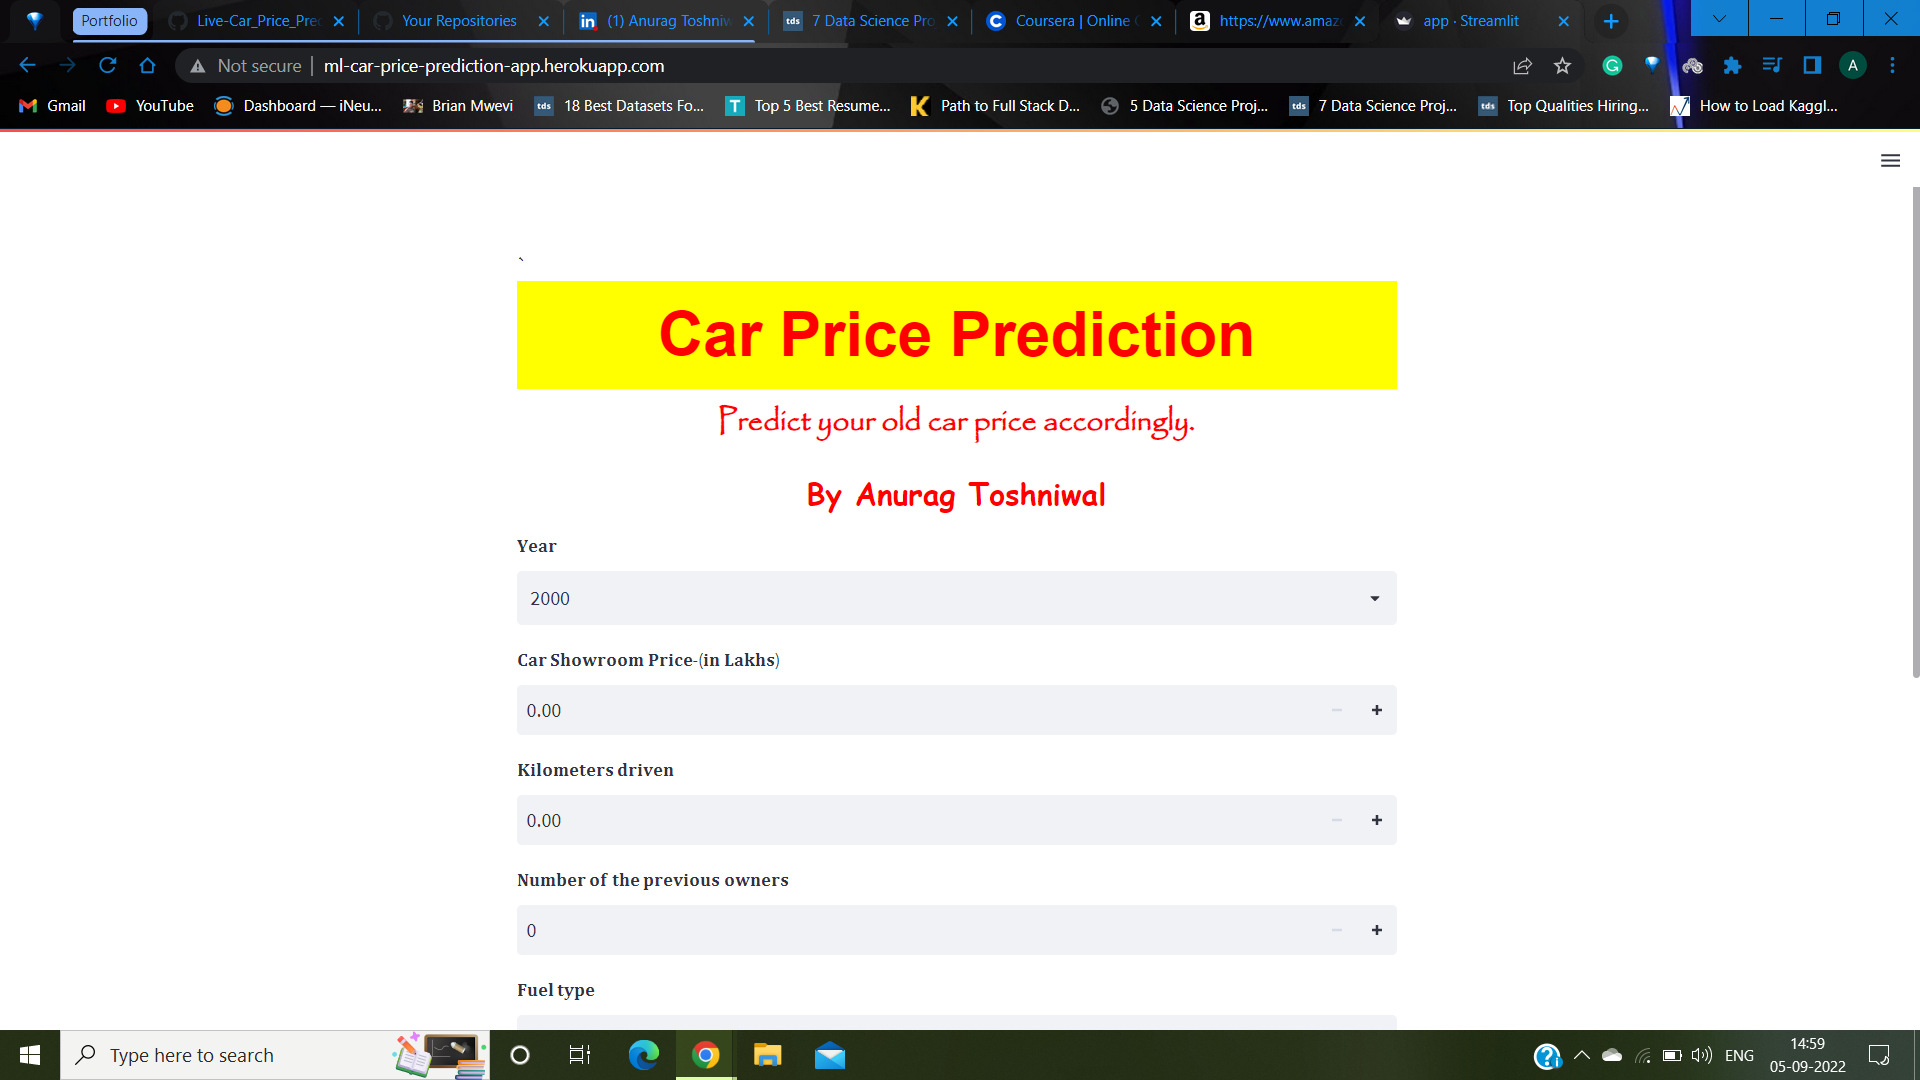 Portfolio
Live-Car_Price_Pred
Your Repositories
(1) Anurag Toshniw
7 Data Science Pro
Coursera | Online C
https://www.amaz
app · Streamlit
Not secure | ml-car-price-prediction-app.herokuapp.com
A
Gmail
YouTube
Dashboard — iNeu...
Brian Mwevi
18 Best Datasets Fo...
Top 5 Best Resume...
Path to Full Stack D...
5 Data Science Proj...
7 Data Science Proj...
Top Qualities Hiring...
How to Load Kaggl...
`
Car Price Prediction
Predict your old car price accordingly.
By Anurag Toshniwal
Year
2000
Car Showroom Price-(in Lakhs)
0.00
Kilometers driven
0.00
Number of the previous owners
0
Fuel type
Type here to search
ENG
14:59
05-09-2022